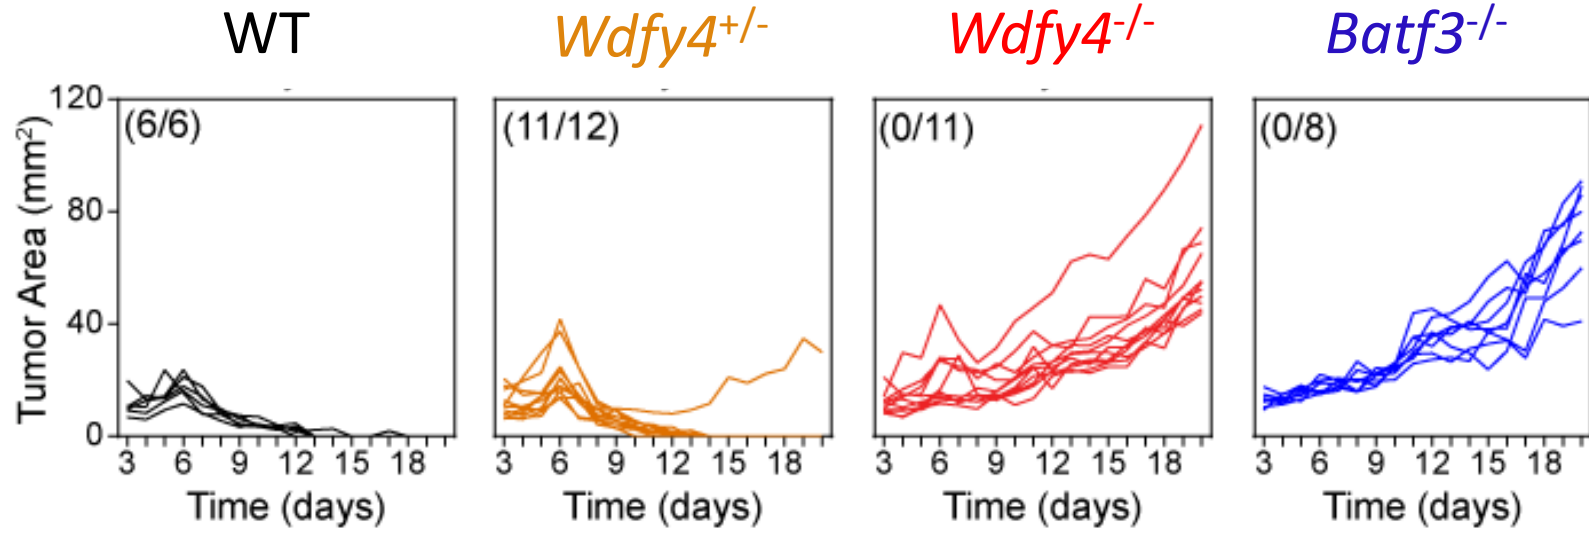 WT Wdfy4+/- Wdfy4-/- Batf3-/-
120 (6/6) (11/12) (0/11) (0/8)
80
40
0
Tumor Area (mm²)
3 6 9 12 15 18 3 6 9 12 15 18 3 6 9 12 15 18 3 6 9 12 15 18
Time (days) Time (days) Time (days) Time (days)